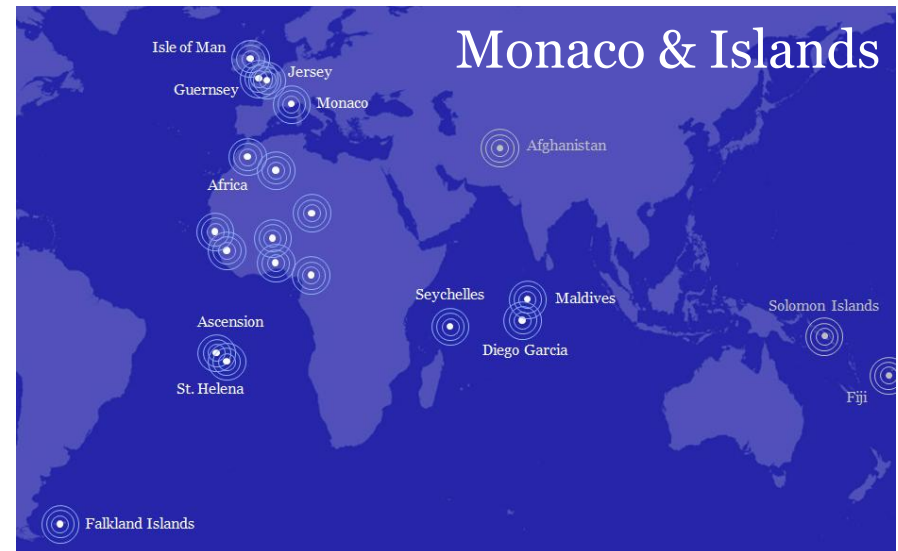 Monaco & Islands
Isle of Man
Jersey
Guernsey
Monaco
Afghanistan
Africa
Seychelles
Maldives
Solomon Islands
Ascension
Diego Garcia
St. Helena
Fiji
Falkland Islands